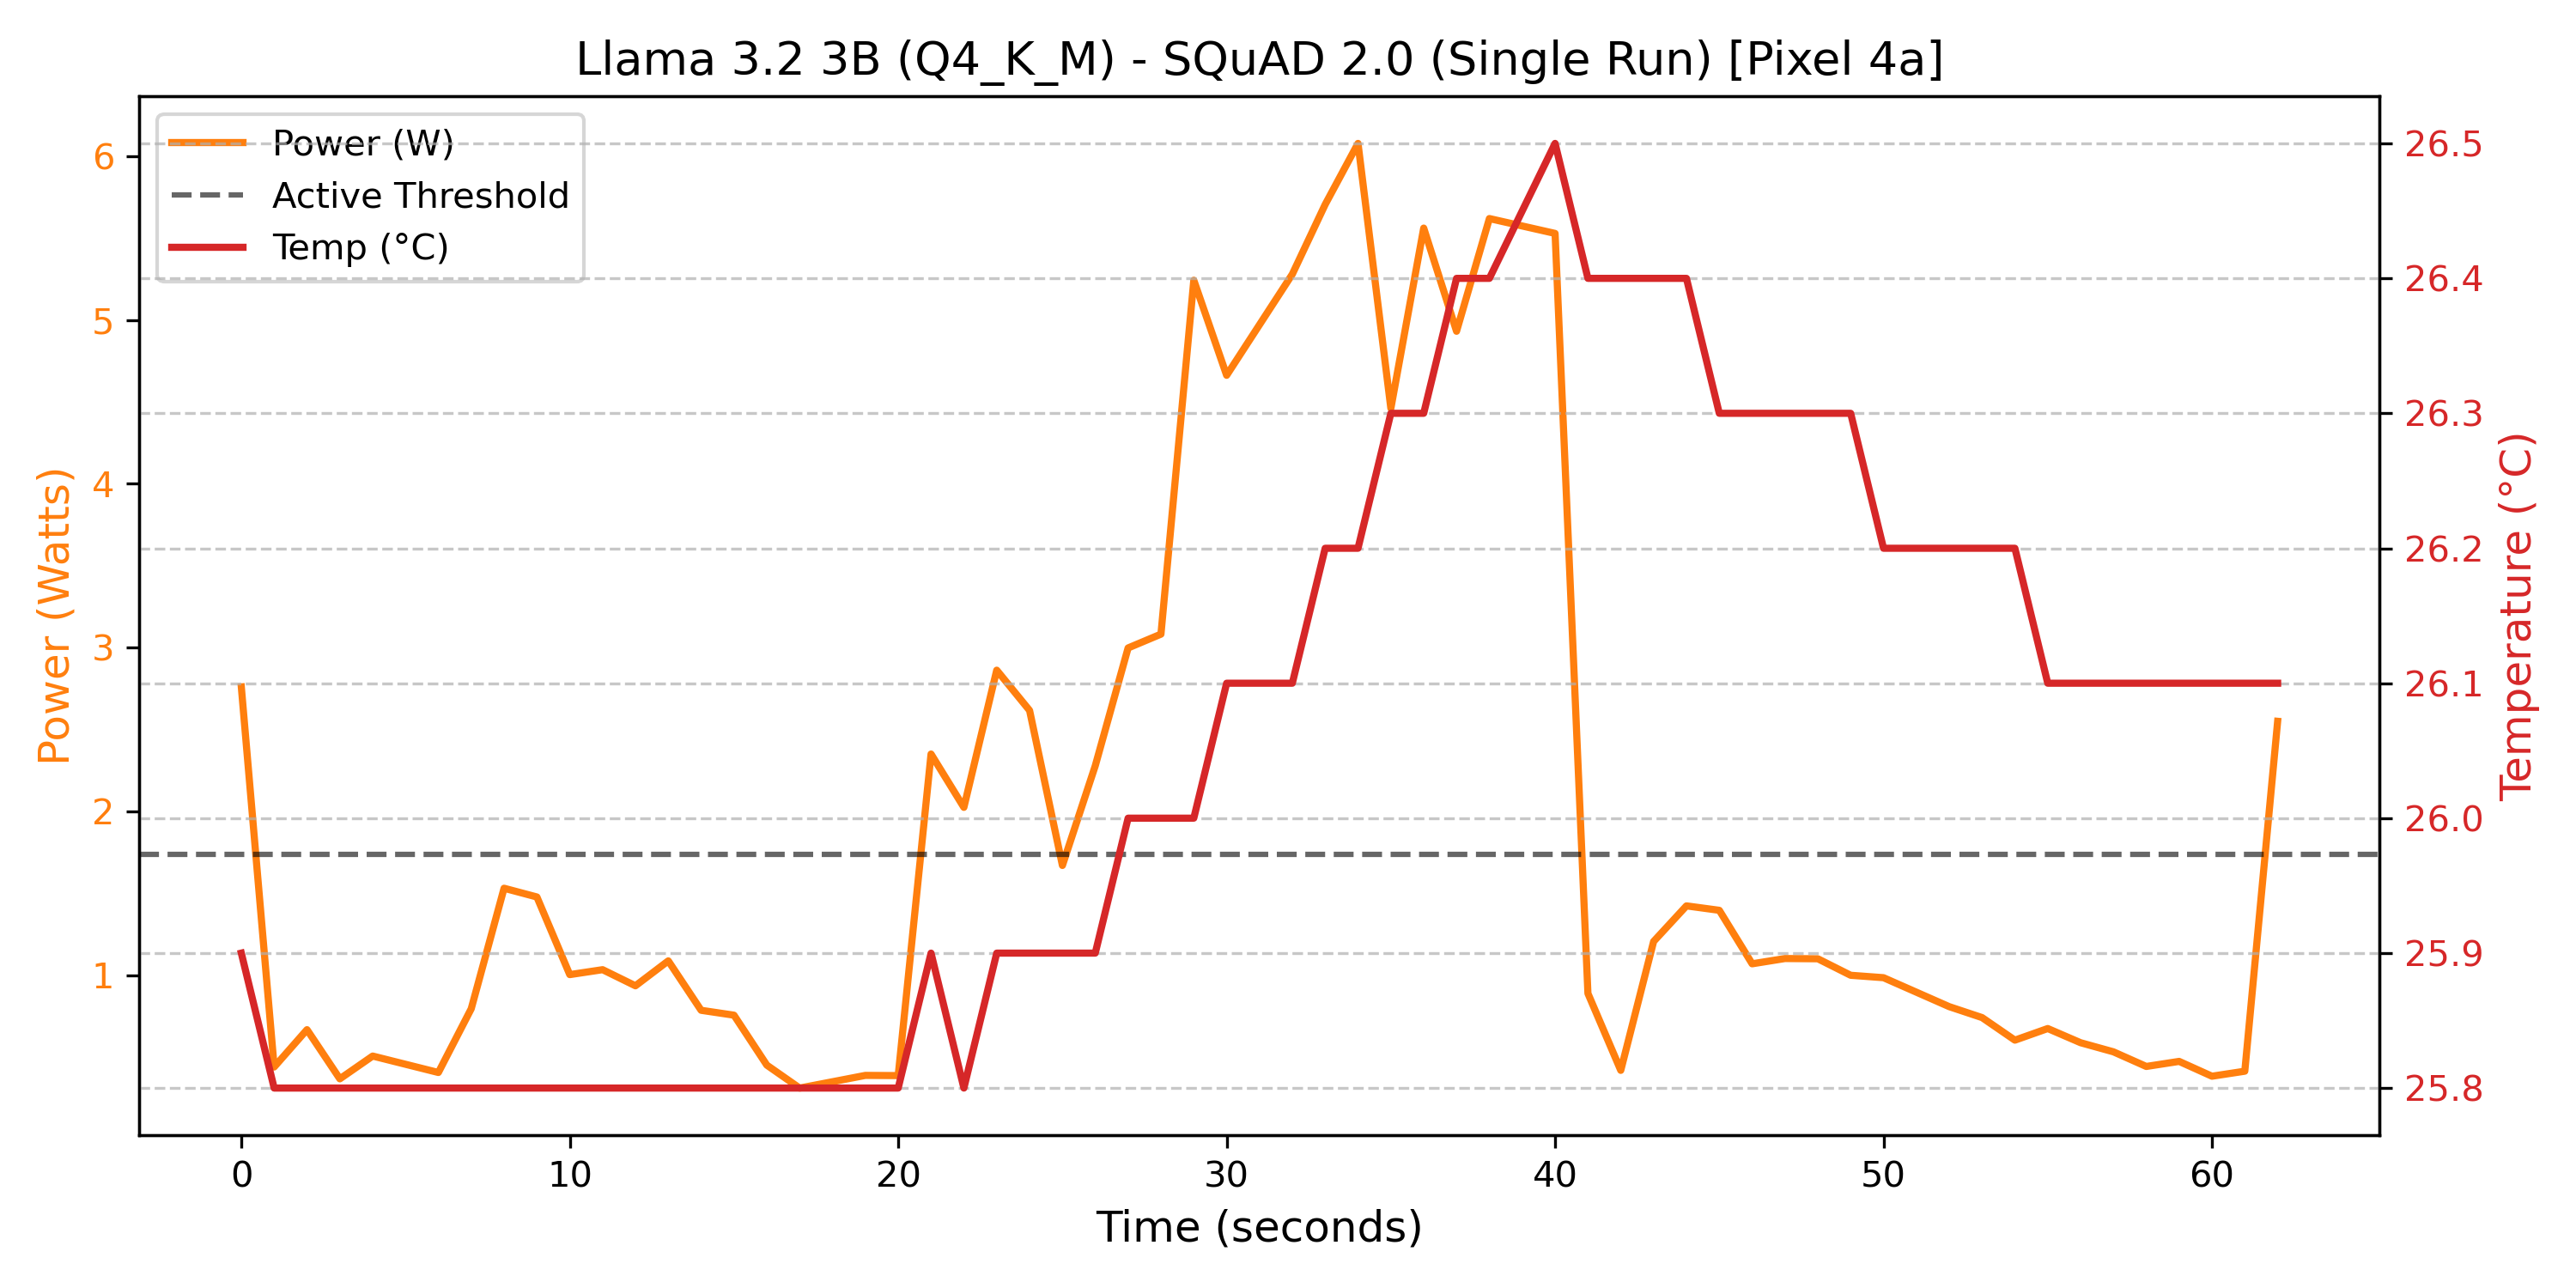 Llama 3.2 3B (Q4_K_M) - SQuAD 2.0 (Single Run) [Pixel 4a]
Power (W)
Active Threshold
Temp (°C)
Power (Watts)
6
5
4
3
2
1
26.5
26.4
26.3
26.2
26.1
26.0
25.9
25.8
Temperature (°C)
0 10 20 30 40 50 60
Time (seconds)